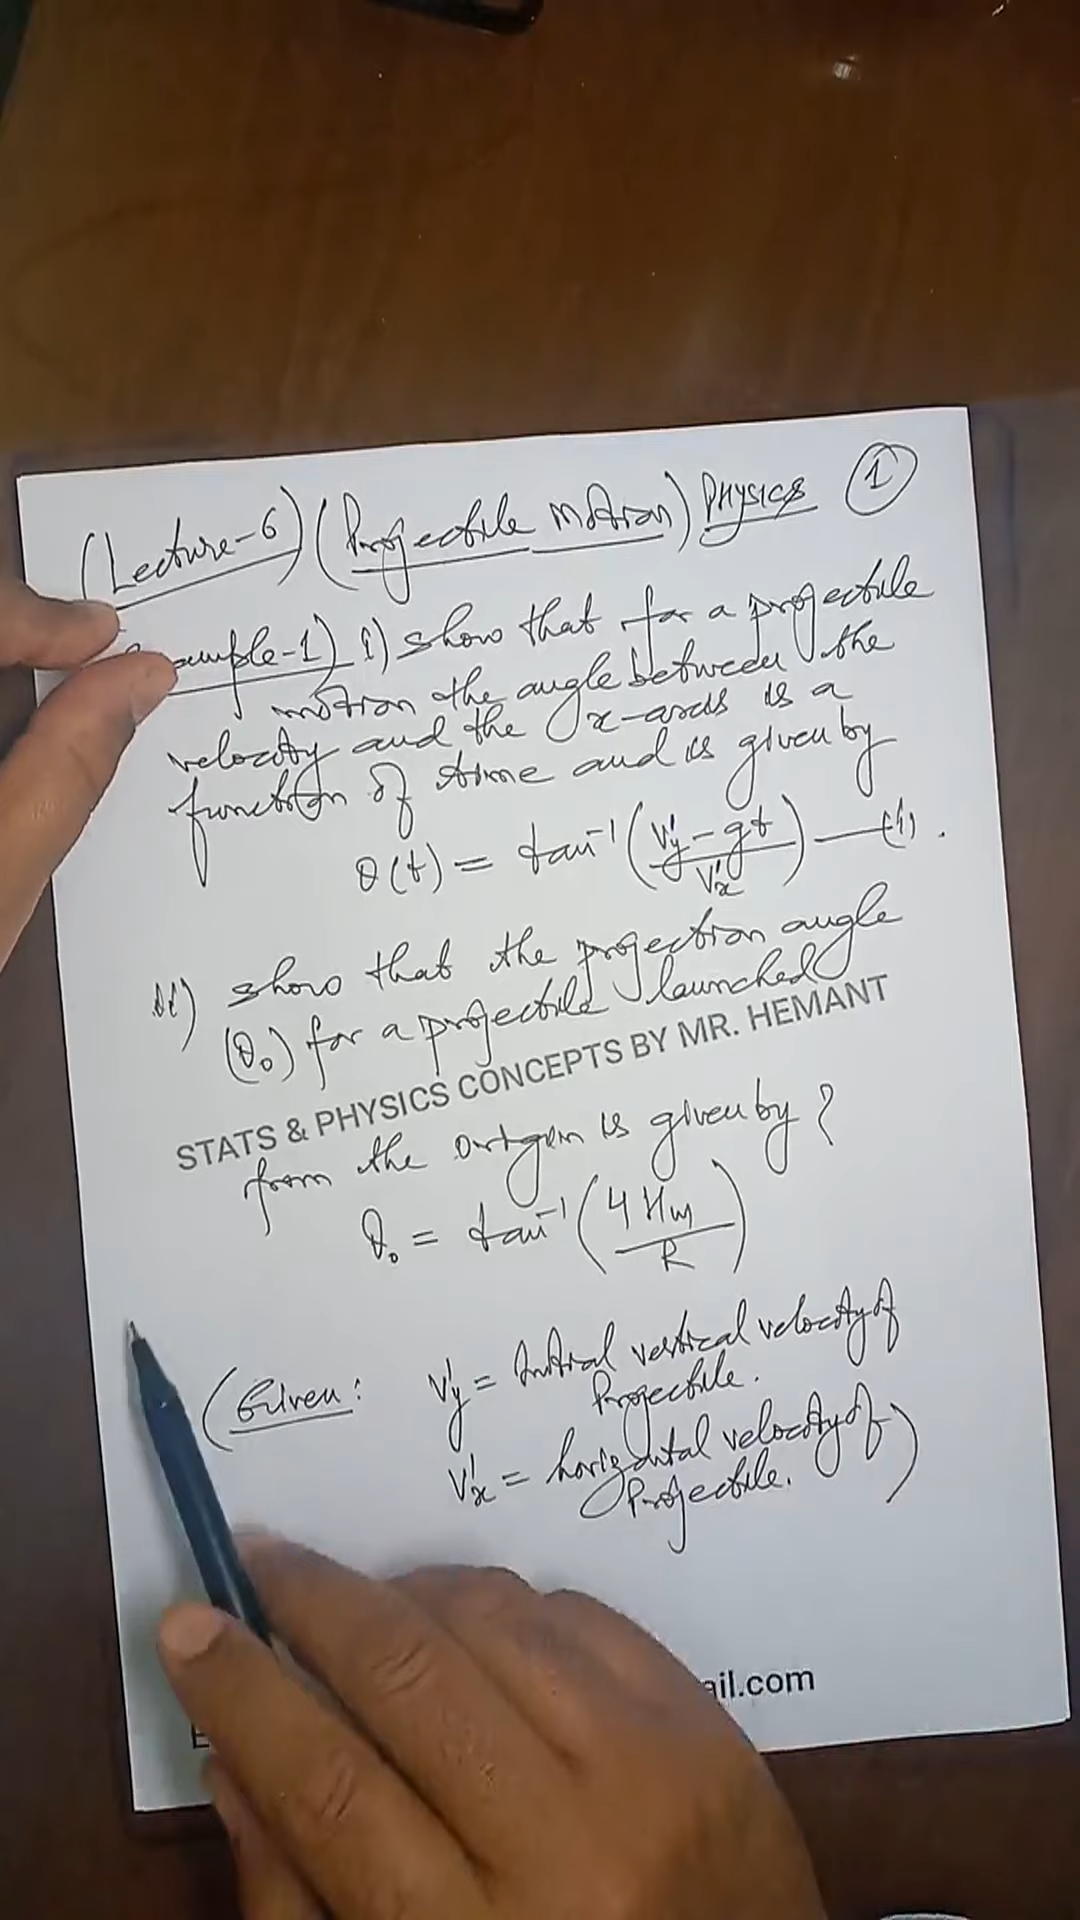 (Lecture-6) (Projectile motion) Physics 1
ample-1) i) show that for a projectile
motion the angle between the
velocity and the x-axis is a
function of time and is given by
θ(t) = tan⁻¹ (V'y - gt / V'x) — (i).
ii) show that the projection angle
(θ₀) for a projectile launched
STATS & PHYSICS CONCEPTS BY MR. HEMANT
from the origin is given by ?
θ₀ = tan⁻¹ (4 Hm / R)
(Given: V'y = Initial vertical velocity of
Projectile.
V'x = horizontal velocity of
Projectile.)
E ail.com